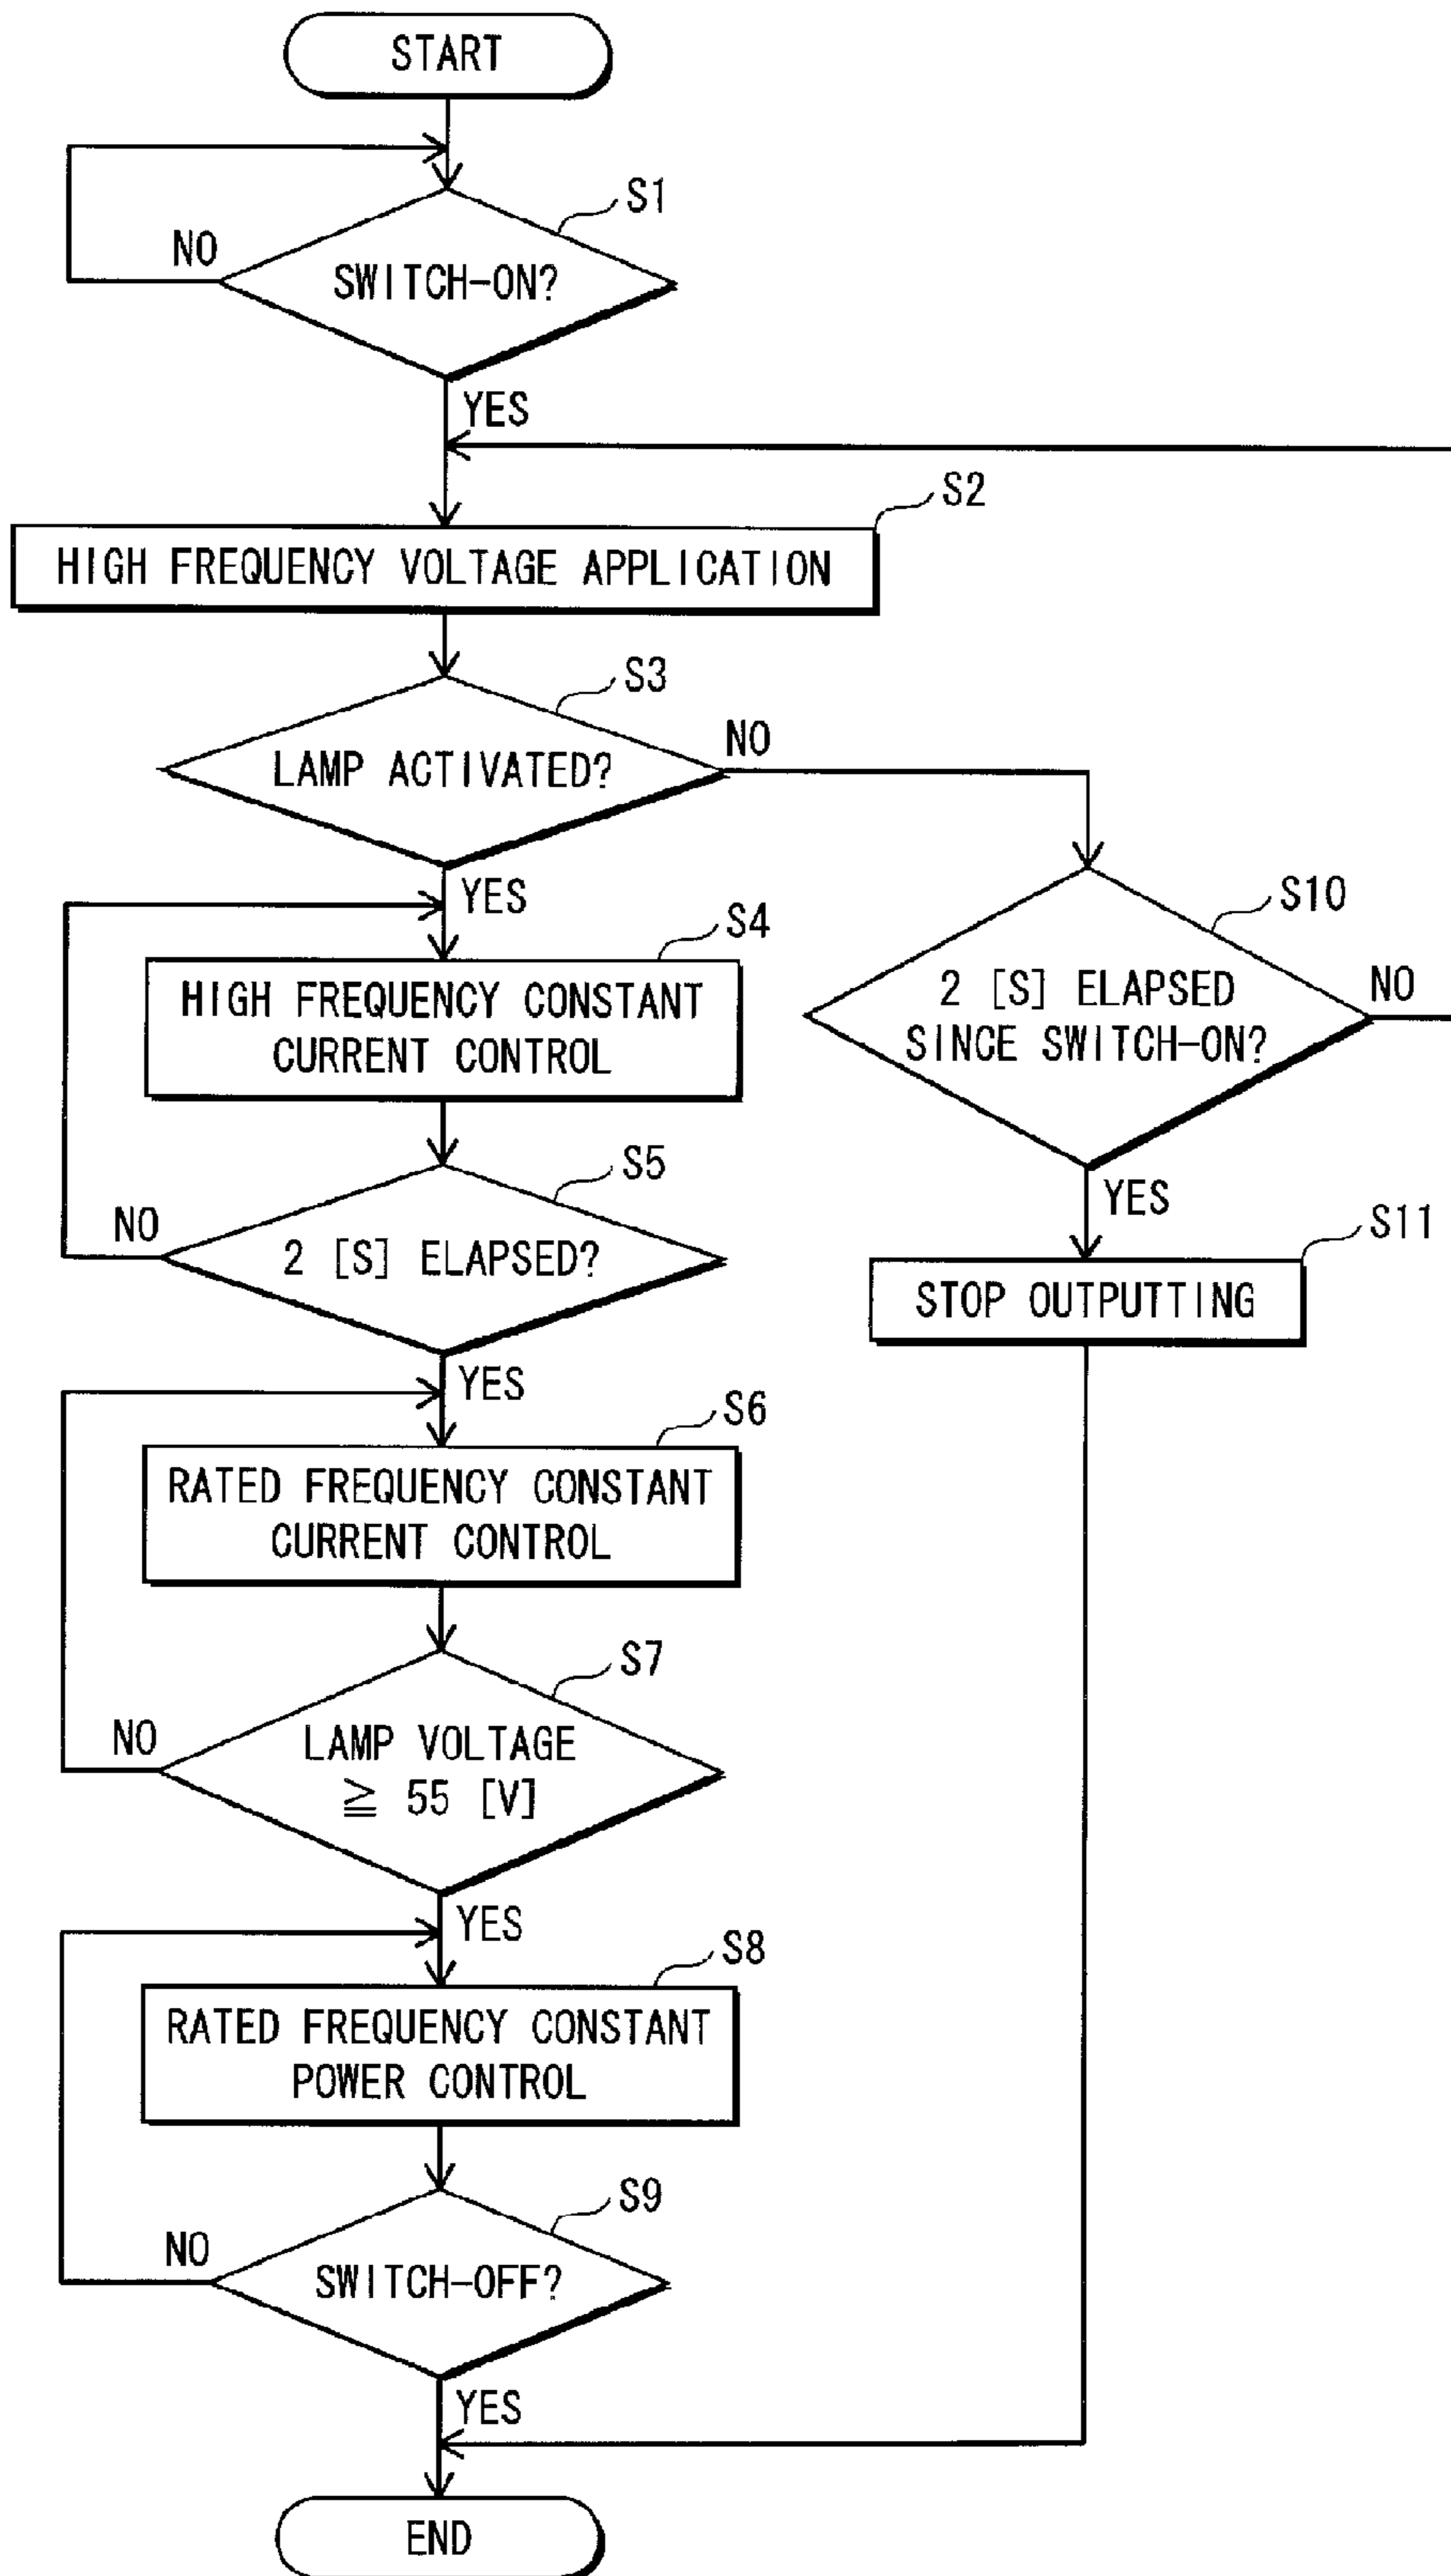 START
S1
NO
SWITCH-ON?
YES
S2
HIGH FREQUENCY VOLTAGE APPLICATION
S3
NO
LAMP ACTIVATED?
YES
S4
HIGH FREQUENCY CONSTANT
CURRENT CONTROL
S5
NO
2 [S] ELAPSED?
YES
S6
RATED FREQUENCY CONSTANT
CURRENT CONTROL
S7
NO
LAMP VOLTAGE
≧ 55 [V]
YES
S8
RATED FREQUENCY CONSTANT
POWER CONTROL
S9
NO
SWITCH-OFF?
YES
END
S10
2 [S] ELAPSED
SINCE SWITCH-ON?
NO
YES
S11
STOP OUTPUTTING